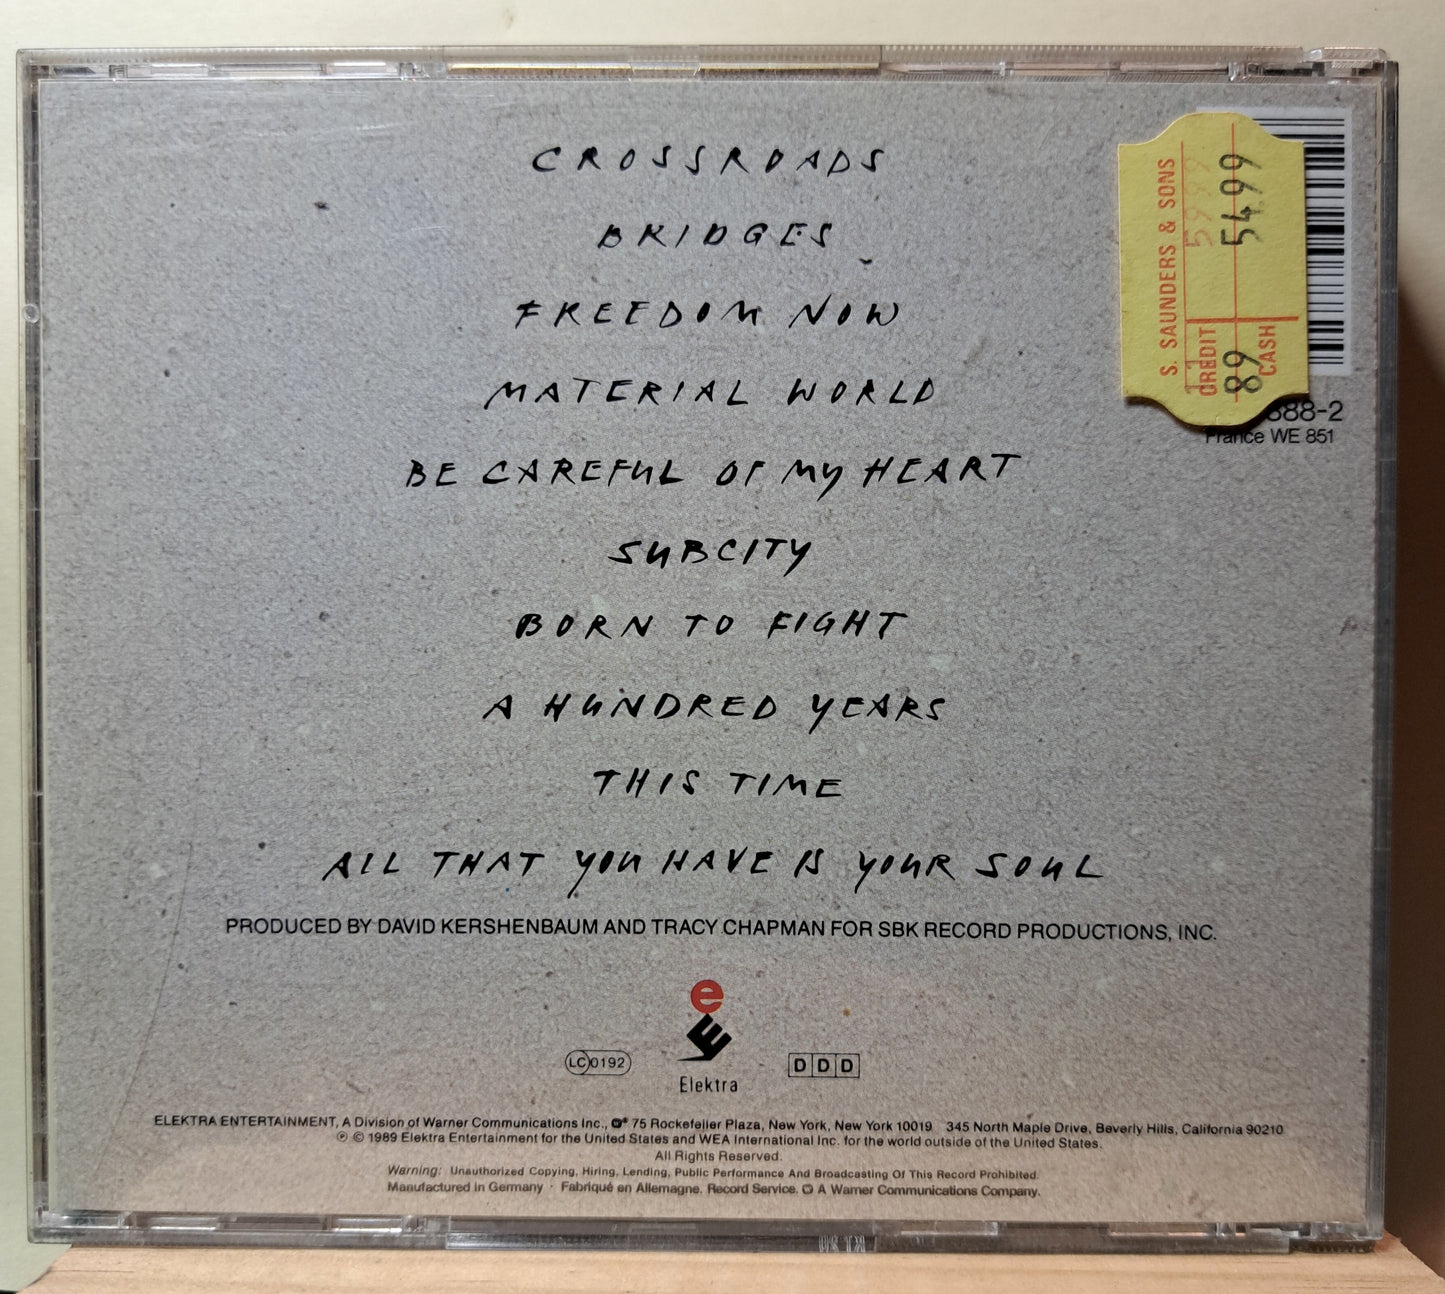 CROSSROADS
BRIDGES
FREEDOM NOW
MATERIAL WORLD
BE CAREFUL OF MY HEART
SUBCITY
BORN TO FIGHT
A HUNDRED YEARS
THIS TIME
ALL THAT YOU HAVE IS YOUR SOUL
PRODUCED BY DAVID KERSHENBAUM AND TRACY CHAPMAN FOR SBK RECORD PRODUCTIONS, INC.
S. SAUNDERS & SONS
5999
CREDIT
5499
89
CASH
888-2
France WE 851
e
E
Elektra
LC 0192
DDD
ELEKTRA ENTERTAINMENT, A Division of Warner Communications Inc., 75 Rockefeller Plaza, New York, New York 10019 345 North Maple Drive, Beverly Hills, California 90210
℗ © 1989 Elektra Entertainment for the United States and WEA International Inc. for the world outside of the United States.
All Rights Reserved.
Warning: Unauthorized Copying, Hiring, Lending, Public Performance And Broadcasting Of This Record Prohibited.
Manufactured in Germany · Fabriqué en Allemagne. Record Service. A Warner Communications Company.